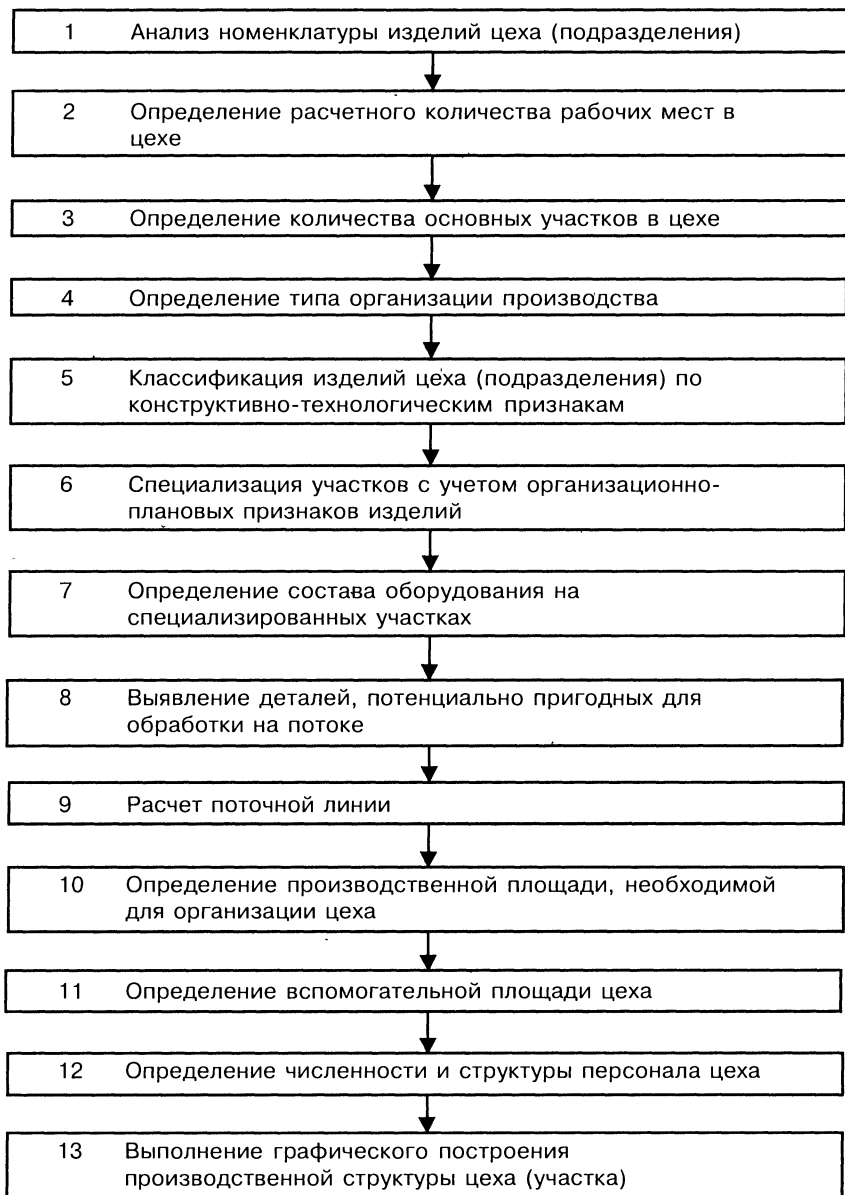 1 Анализ номенклатуры изделий цеха (подразделения)
2 Определение расчетного количества рабочих мест в
цехе
3 Определение количества основных участков в цехе
4 Определение типа организации производства
5 Классификация изделий цеха (подразделения) по
конструктивно-технологическим признакам
6 Специализация участков с учетом организационно-
плановых признаков изделий
7 Определение состава оборудования на
специализированных участках
8 Выявление деталей, потенциально пригодных для
обработки на потоке
9 Расчет поточной линии
10 Определение производственной площади, необходимой
для организации цеха
11 Определение вспомогательной площади цеха
12 Определение численности и структуры персонала цеха
13 Выполнение графического построения
производственной структуры цеха (участка)